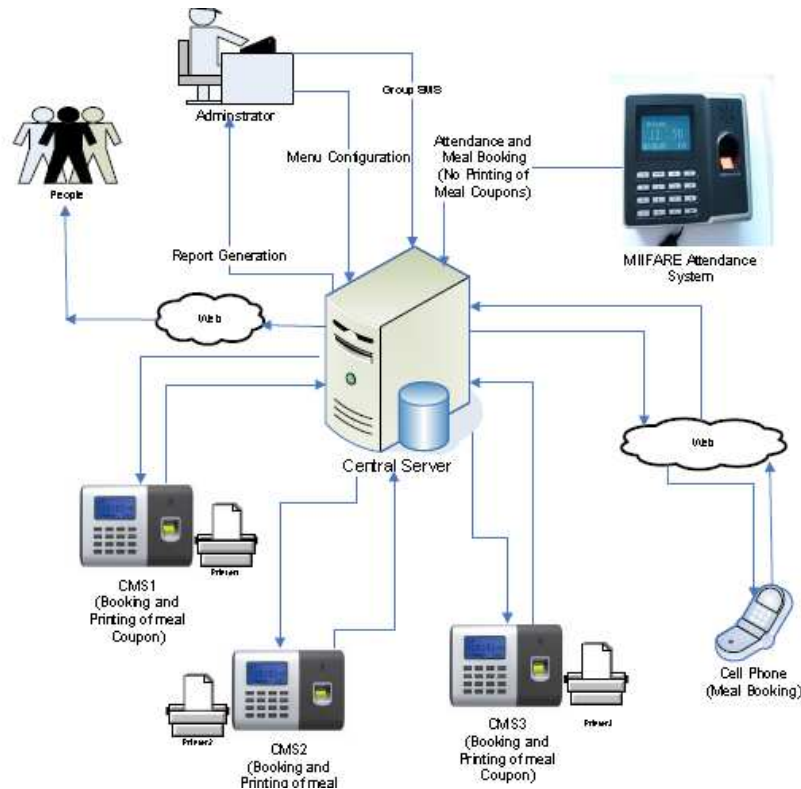 Adminstrator
Group SMS
Menu Configuration
Attendance and
Meal Booking
(No Printing of
Meal Coupons)
People
MIIFARE Attendance
System
Report Generation
Web
Web
Central Server
CMS1
(Booking and
Printing of meal
Coupon)
Cell Phone
(Meal Booking)
Printer2
CMS2
(Booking and
Printing of meal
CMS3
(Booking and
Printing of meal
Coupon)